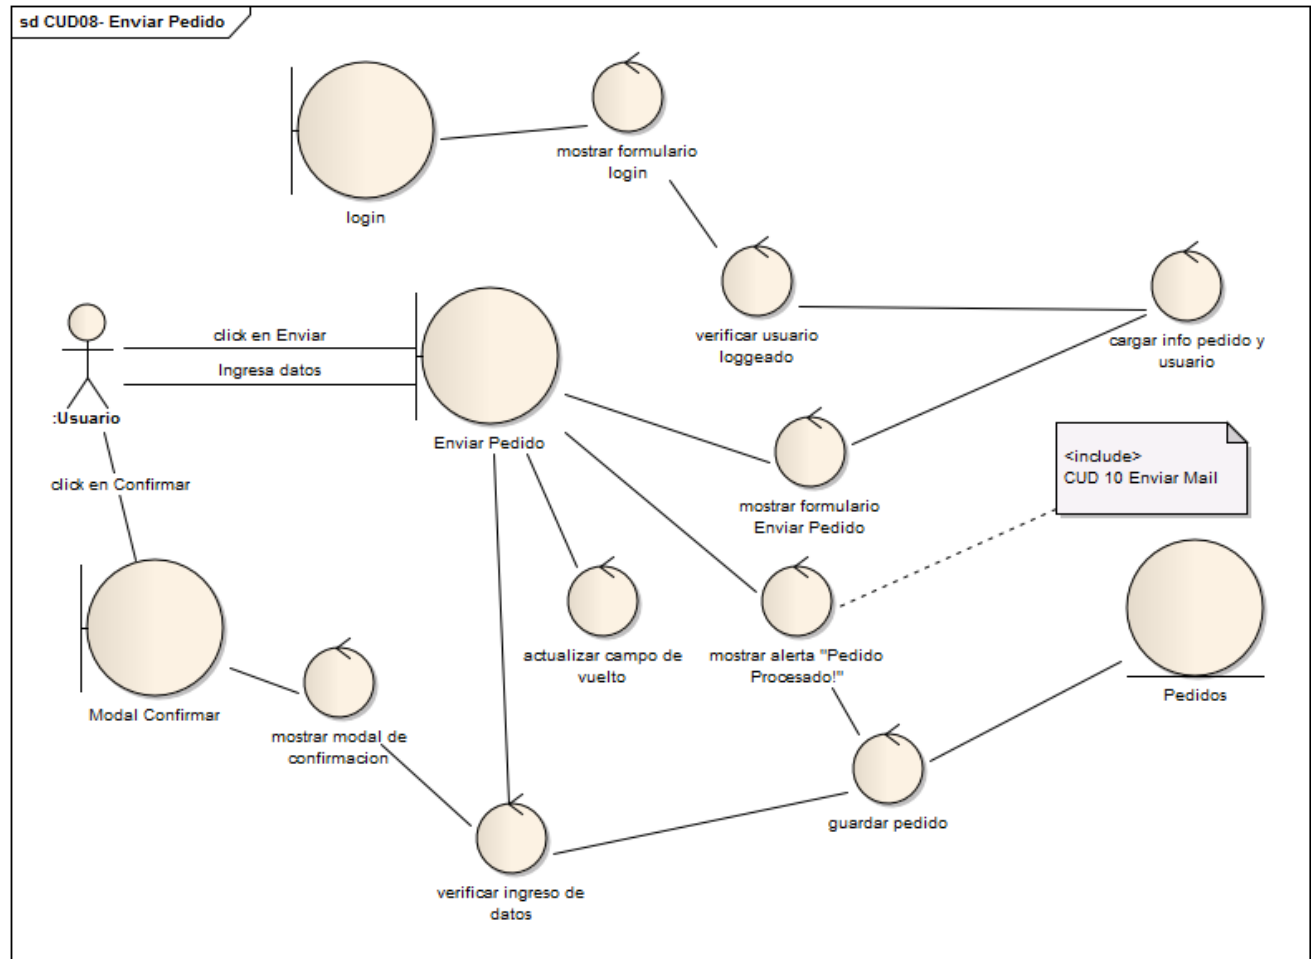 sd CUD08- Enviar Pedido
mostrar formulario
login
login
click en Enviar
Ingresa datos
:Usuario
verificar usuario
loggeado
cargar info pedido y
usuario
Enviar Pedido
click en Confirmar
<include>
CUD 10 Enviar Mail
mostrar formulario
Enviar Pedido
actualizar campo de
vuelto
mostrar alerta "Pedido
Procesado!"
Pedidos
Modal Confirmar
mostrar modal de
confirmacion
guardar pedido
verificar ingreso de
datos